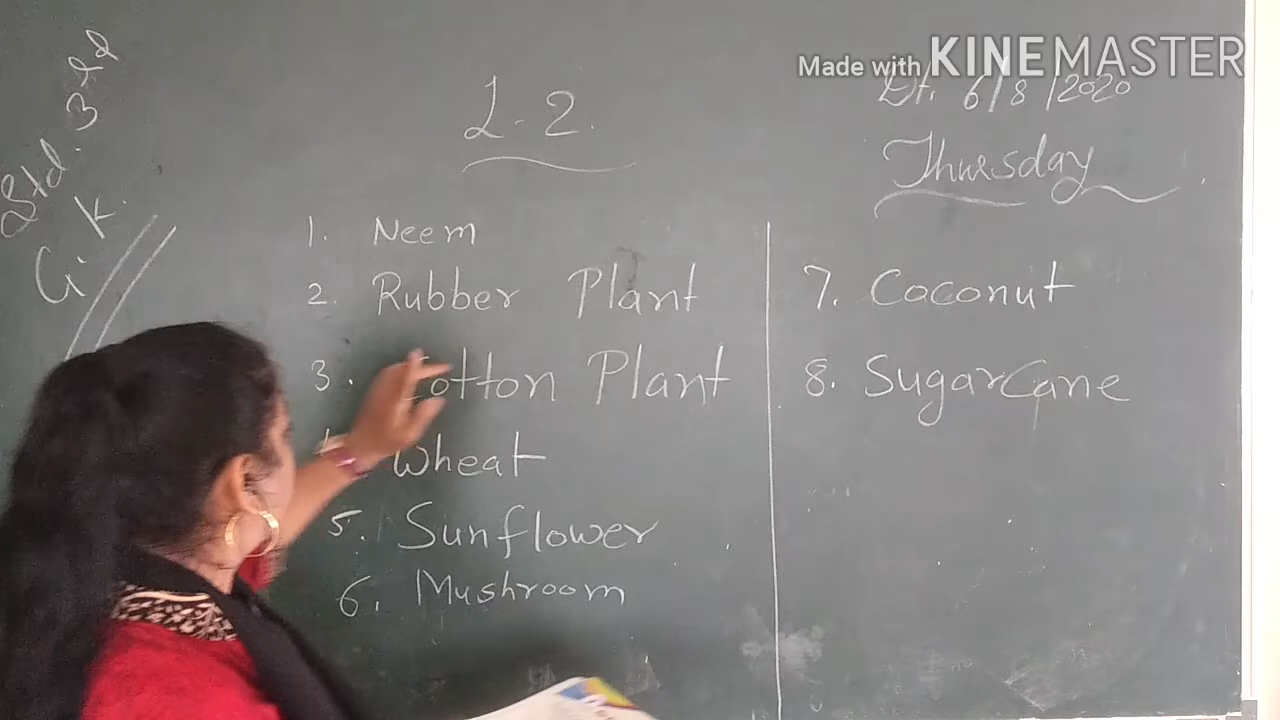 Made with KINEMASTER
Std. 3rd
G.K.
L-2.
Dt. 6/8/2020
Thursday
1. Neem
2. Rubber Plant
3. Cotton Plant
Wheat
5. Sunflower
6. Mushroom
7. Coconut
8. SugarCane